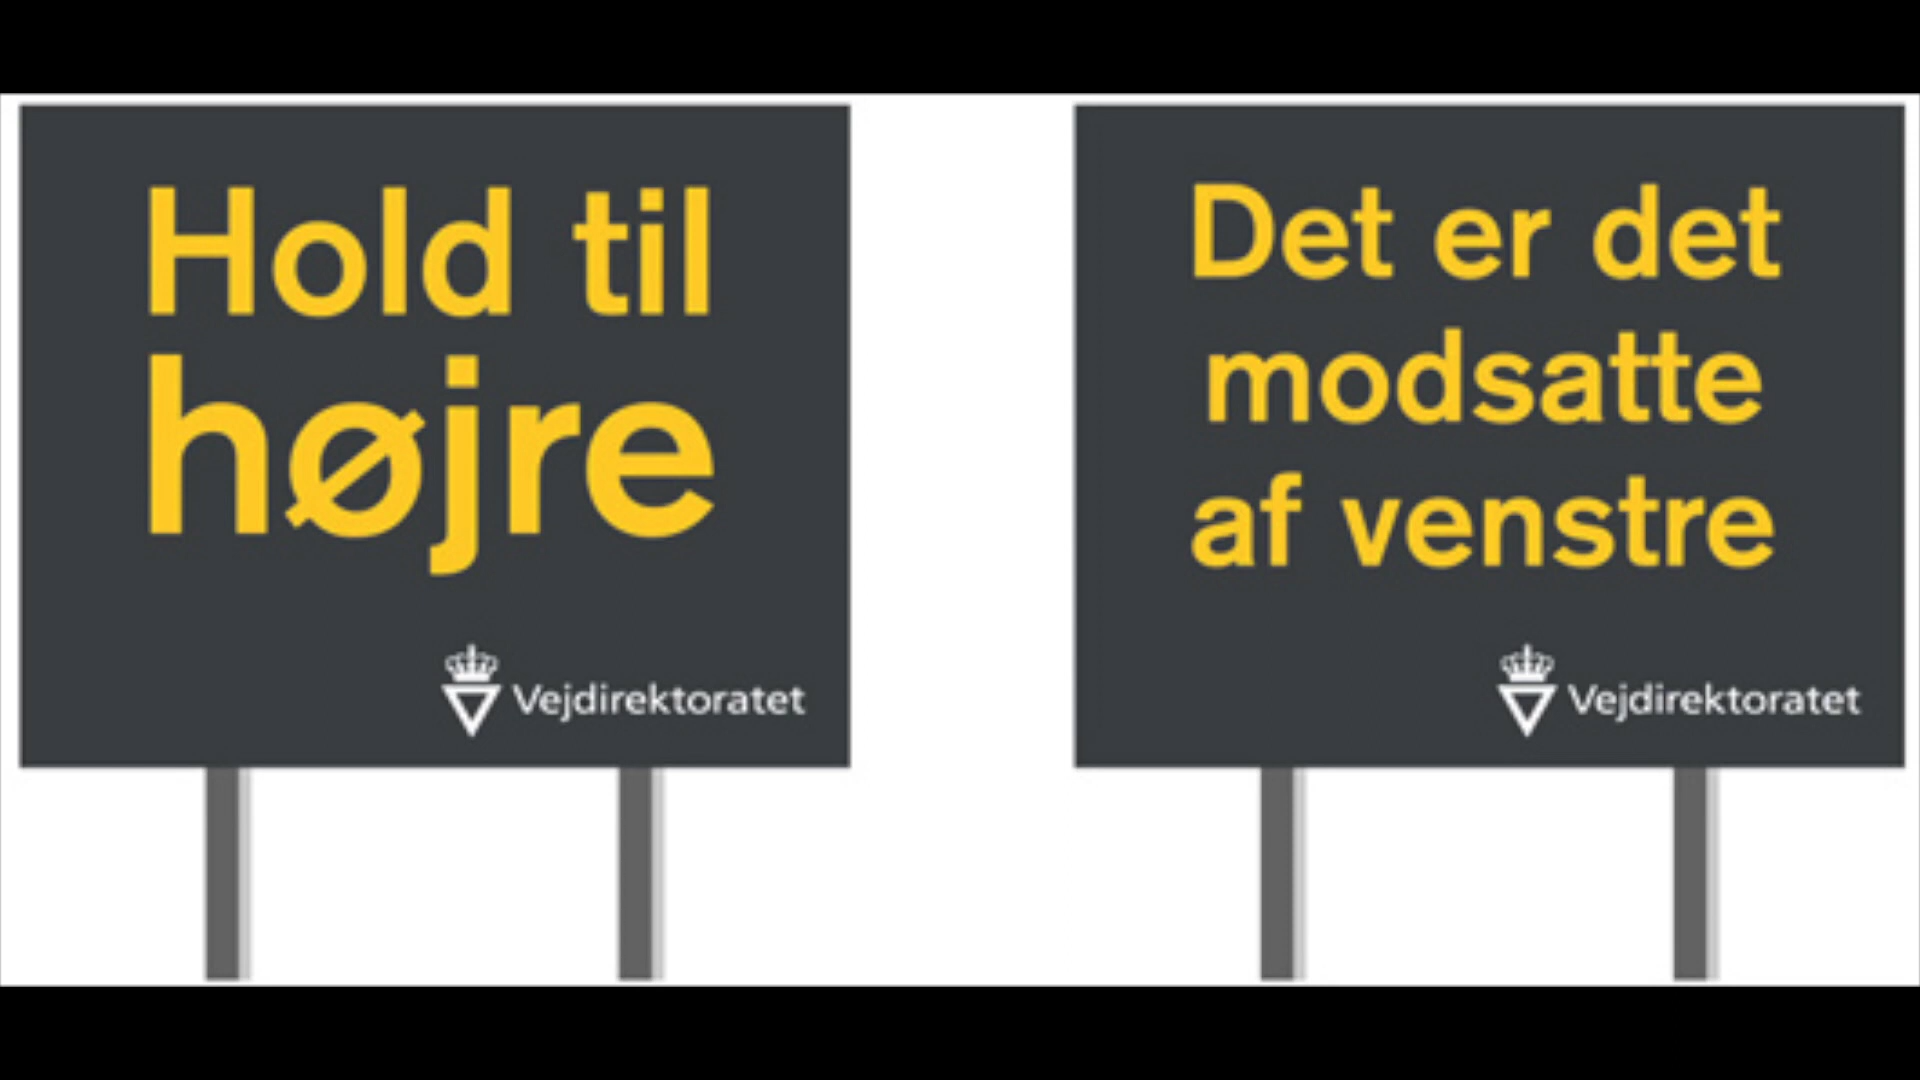 Hold til
højre
Vejdirektoratet
Det er det
modsatte
af venstre
Vejdirektoratet